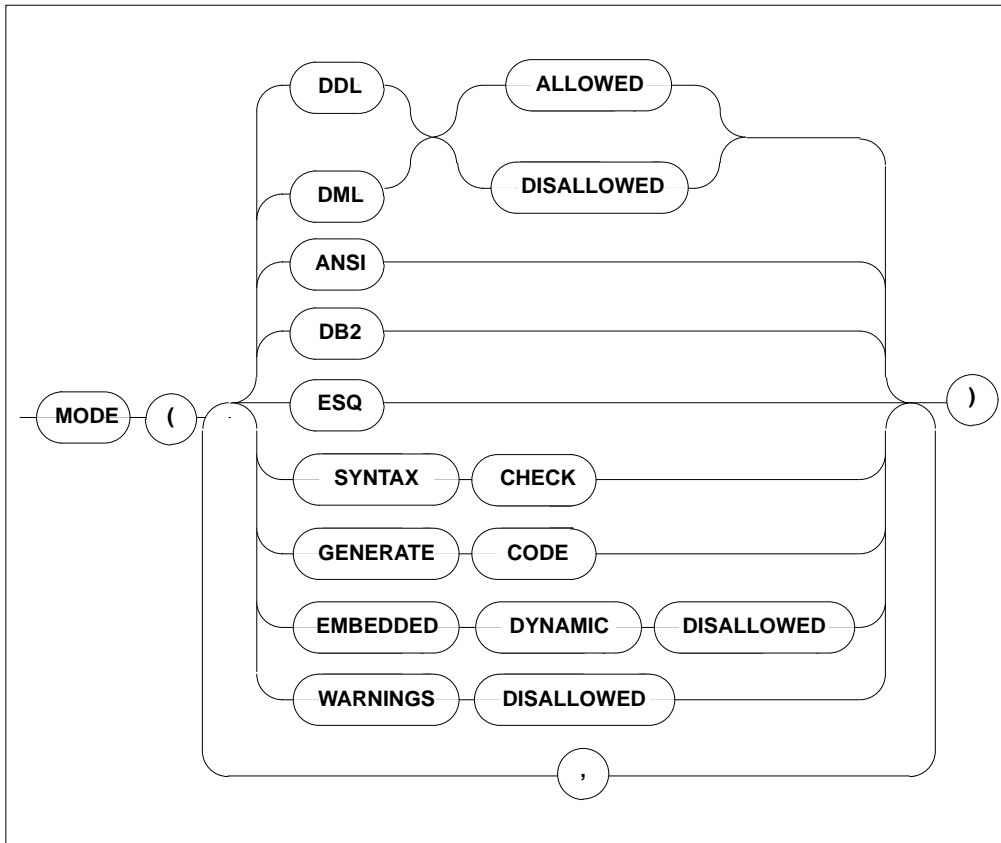 DDL ALLOWED
DML DISALLOWED
ANSI
DB2
MODE ( ESQ )
SYNTAX CHECK
GENERATE CODE
EMBEDDED DYNAMIC DISALLOWED
WARNINGS DISALLOWED
,